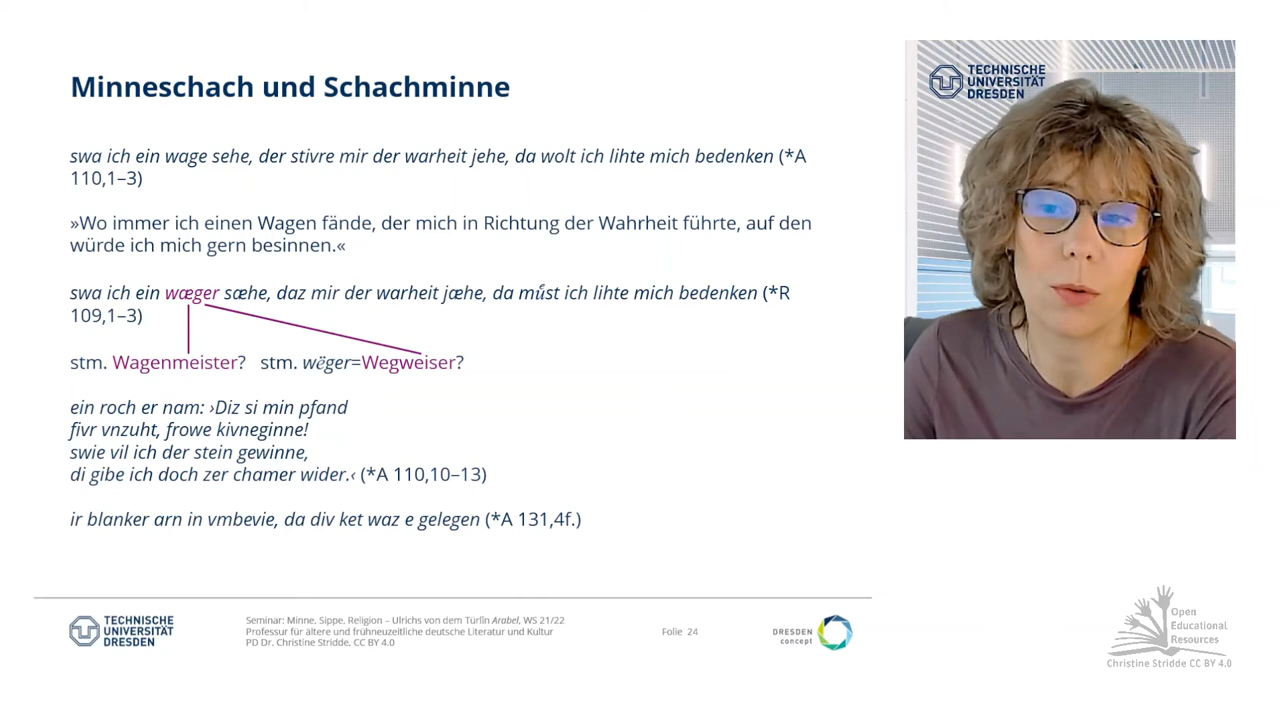 Minneschach und Schachminne
swa ich ein wage sehe, der stivre mir der warheit jehe, da wolt ich lihte mich bedenken (*A
110,1–3)
»Wo immer ich einen Wagen fände, der mich in Richtung der Wahrheit führte, auf den
würde ich mich gern besinnen.«
swa ich ein wæger sæhe, daz mir der warheit jæhe, da mu̍̊st ich lihte mich bedenken (*R
109,1–3)
stm. Wagenmeister? stm. wëger=Wegweiser?
ein roch er nam: ›Diz si min pfand
fivr vnzuht, frowe kivneginne!
swie vil ich der stein gewinne,
di gibe ich doch zer chamer wider.‹ (*A 110,10–13)
ir blanker arn in vmbevie, da div ket waz e gelegen (*A 131,4f.)
TECHNISCHE
UNIVERSITÄT
DRESDEN
Seminar: Minne, Sippe, Religion – Ulrichs von dem Türlîn Arabel, WS 21/22
Professur für ältere und frühneuzeitliche deutsche Literatur und Kultur
PD Dr. Christine Stridde, CC BY 4.0
Folie 24
DRESDEN
concept
TECHNISCHE
UNIVERSITÄT
DRESDEN
Open
Educational
Resources
Christine Stridde CC BY 4.0